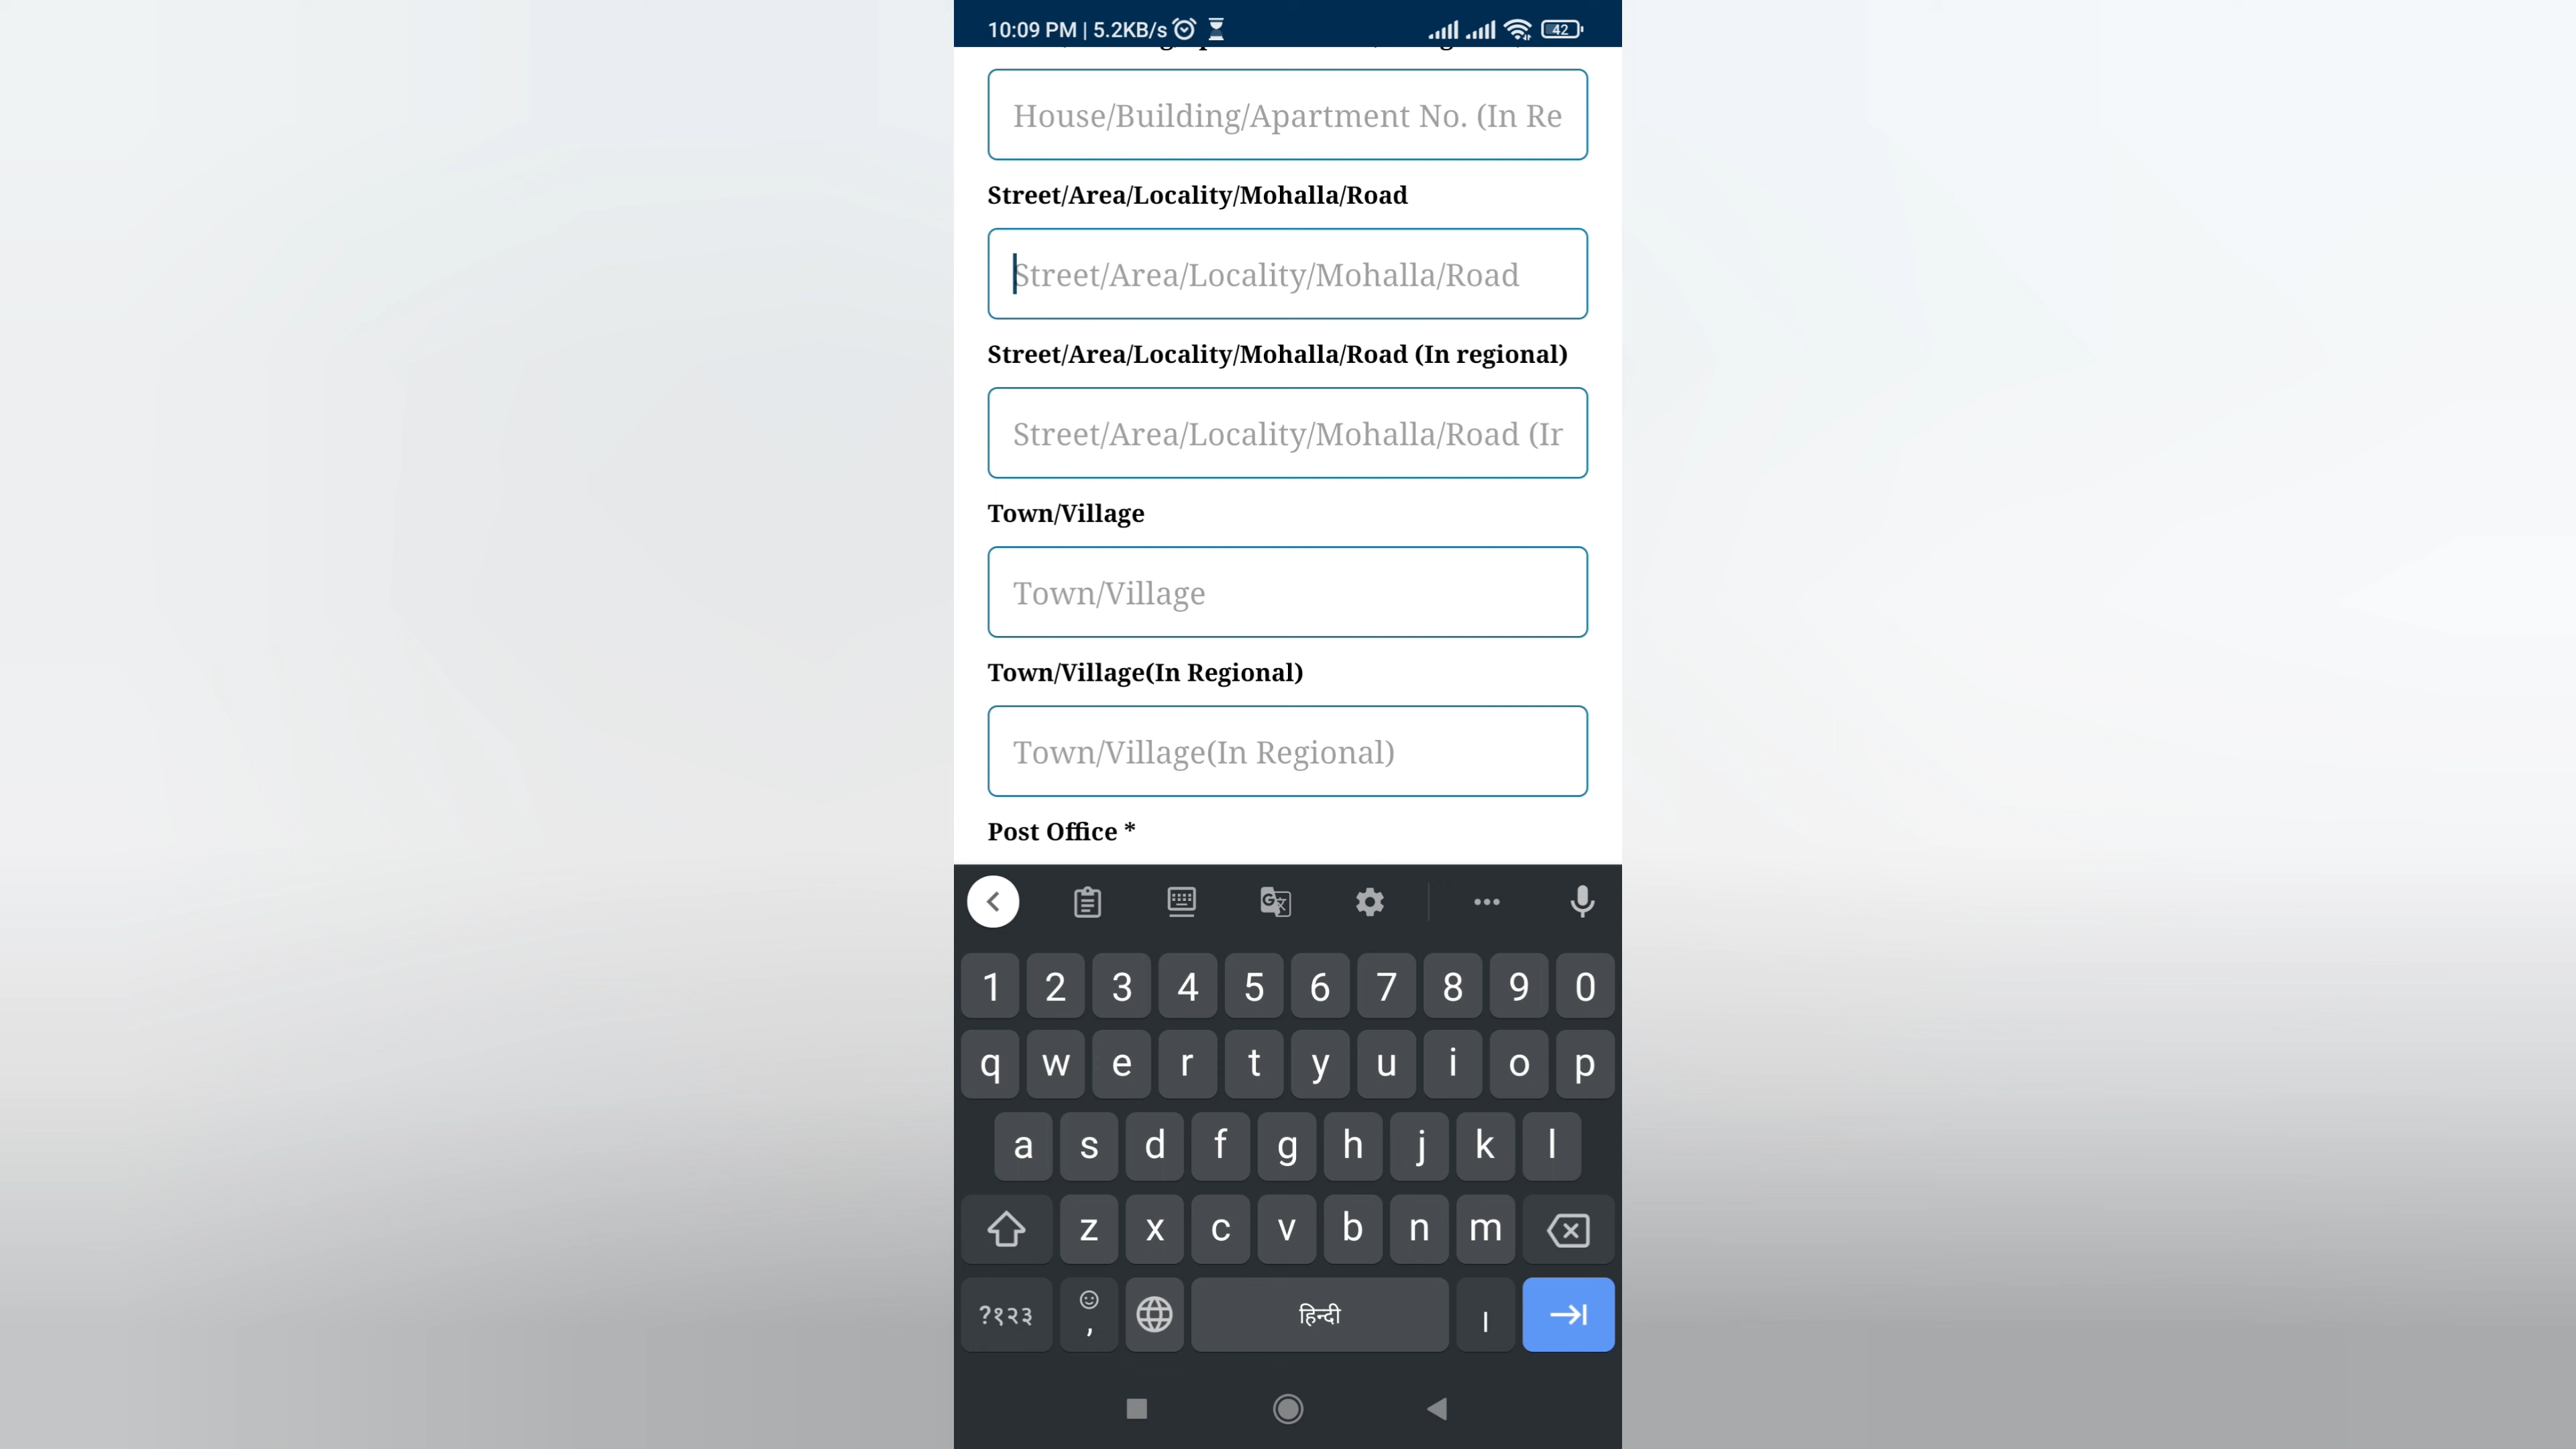 10:09 PM | 5.2KB/s
42
House/Building/Apartment No. (In Re
Street/Area/Locality/Mohalla/Road
Street/Area/Locality/Mohalla/Road
Street/Area/Locality/Mohalla/Road (In regional)
Street/Area/Locality/Mohalla/Road (Ir
Town/Village
Town/Village
Town/Village(In Regional)
Town/Village(In Regional)
Post Office *
1 2 3 4 5 6 7 8 9 0
q w e r t y u i o p
a s d f g h j k l
z x c v b n m
?१२३ , हिन्दी ।